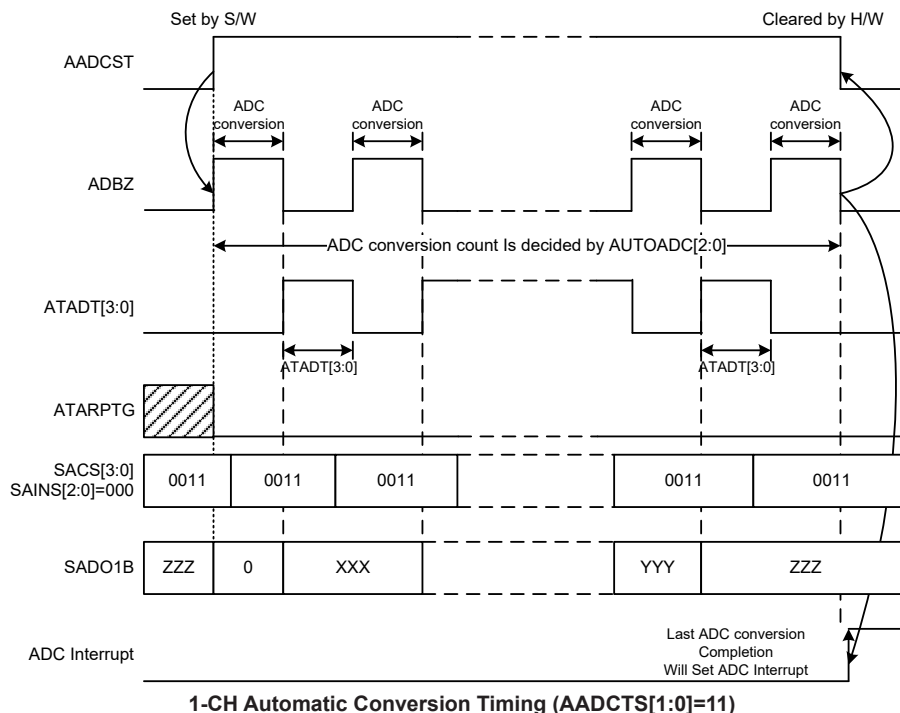 Set by S/W
Cleared by H/W
AADCST
ADC
conversion
ADC
conversion
ADC
conversion
ADC
conversion
ADBZ
ADC conversion count Is decided by AUTOADC[2:0]
ATADT[3:0]
ATADT[3:0]
ATADT[3:0]
ATARPTG
SACS[3:0]
SAINS[2:0]=000
0011
0011
0011
0011
0011
SADO1B
ZZZ
0
XXX
YYY
ZZZ
ADC Interrupt
Last ADC conversion
Completion
Will Set ADC Interrupt
1-CH Automatic Conversion Timing (AADCTS[1:0]=11)